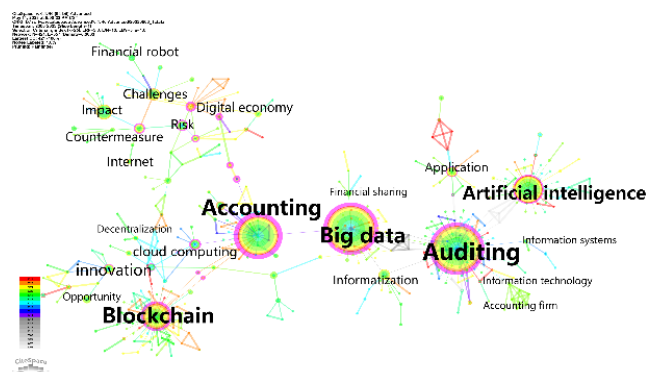 Financial robot
Challenges
Impact
Digital economy
Risk
Countermeasure
Internet
Application
Financial sharing
Artificial intelligence
Accounting
Decentralization
Big data
Auditing
Information systems
cloud computing
innovation
Informatization
Information technology
Opportunity
Accounting firm
Blockchain
CiteSpace